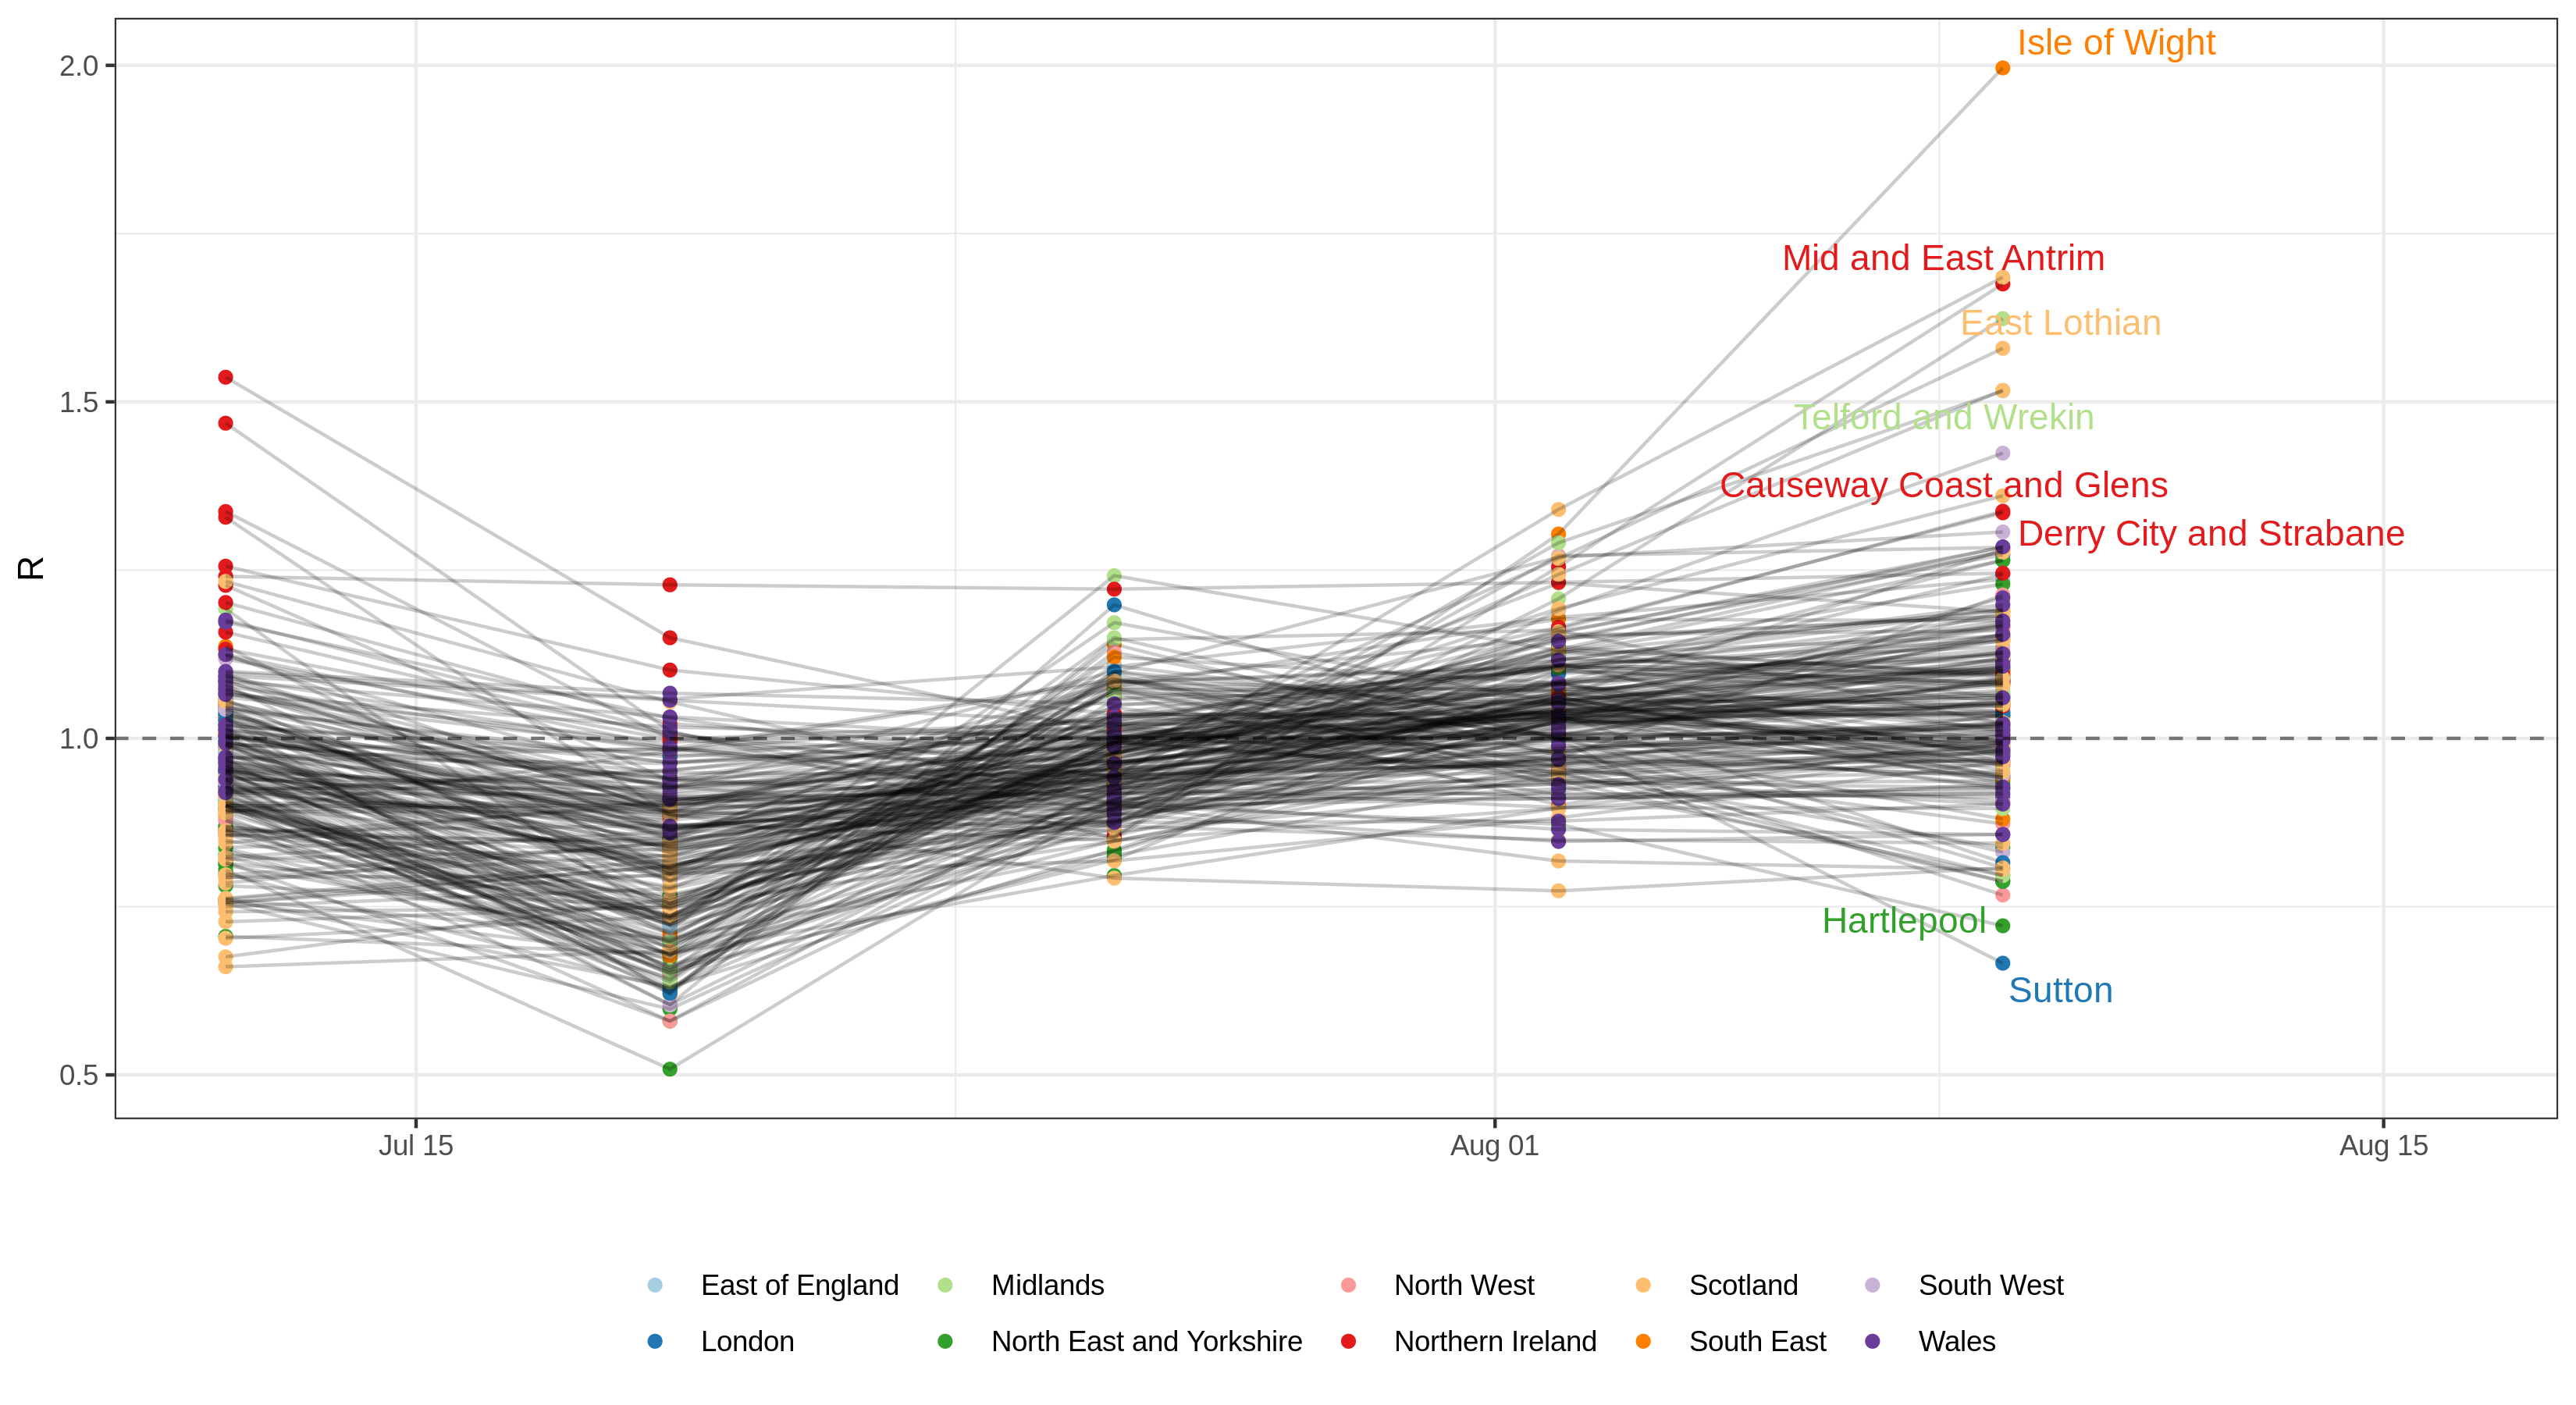 Isle of Wight
2.0
Mid and East Antrim
East Lothian
1.5
Telford and Wrekin
Causeway Coast and Glens
Derry City and Strabane
R
1.0
Hartlepool
Sutton
0.5
Jul 15 Aug 01 Aug 15
East of England Midlands North West Scotland South West
London North East and Yorkshire Northern Ireland South East Wales